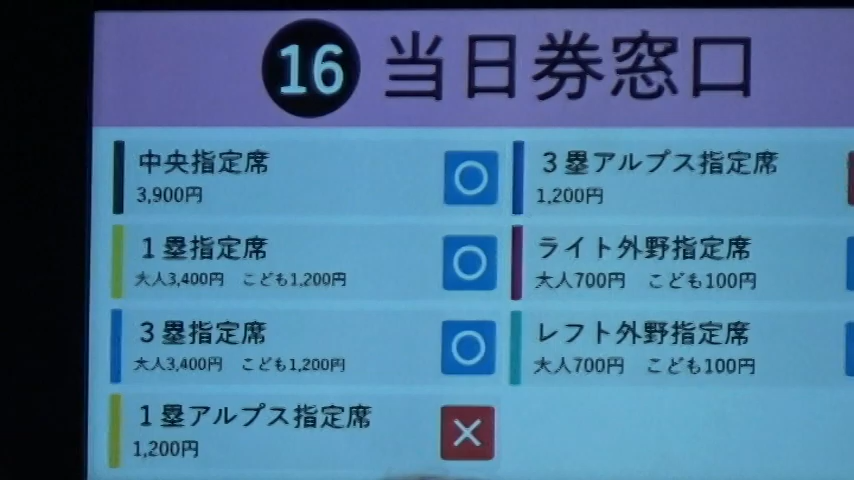 16 当日券窓口
中央指定席
3,900円
1塁指定席
大人3,400円 こども1,200円
3塁指定席
大人3,400円 こども1,200円
1塁アルプス指定席
1,200円
3塁アルプス指定席
1,200円
ライト外野指定席
大人700円 こども100円
レフト外野指定席
大人700円 こども100円